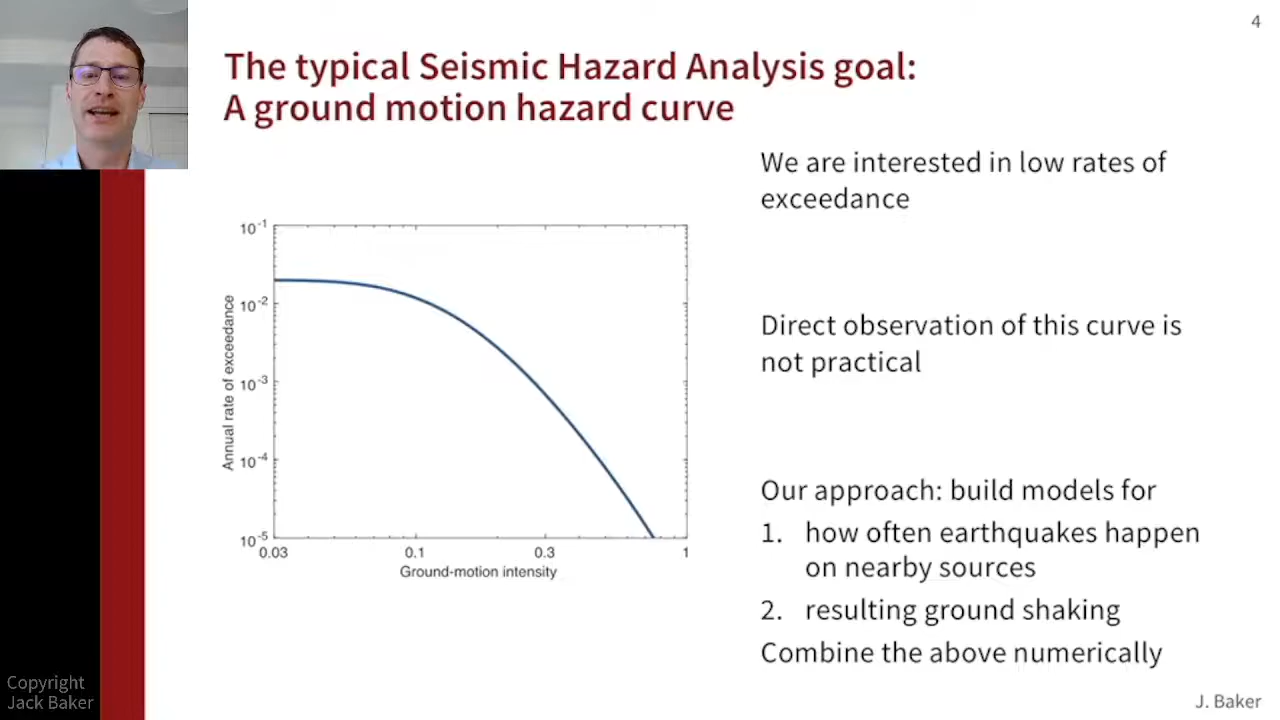 4
The typical Seismic Hazard Analysis goal:
A ground motion hazard curve
We are interested in low rates of
exceedance
Direct observation of this curve is
not practical
Our approach: build models for
1. how often earthquakes happen
on nearby sources
2. resulting ground shaking
Combine the above numerically
Annual rate of exceedance
10⁻¹
10⁻²
10⁻³
10⁻⁴
10⁻⁵
0.03
0.1
0.3
1
Ground-motion intensity
Copyright
Jack Baker
J. Baker